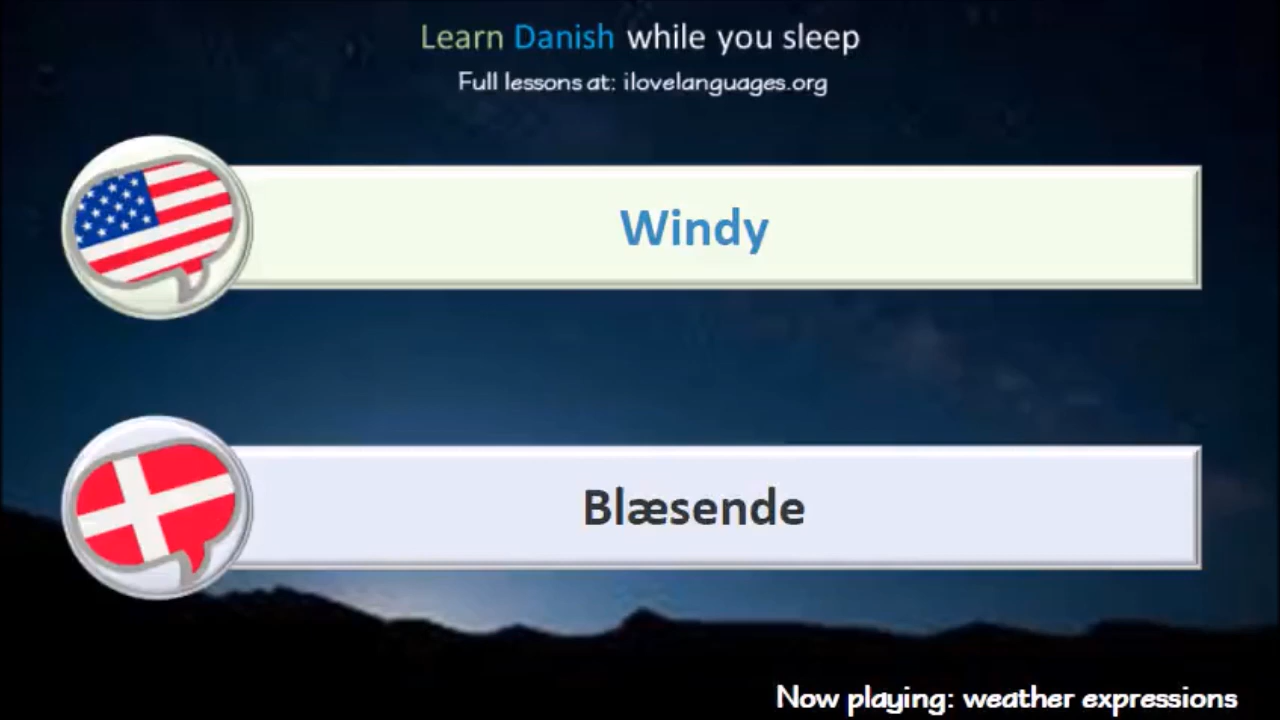 Learn Danish while you sleep
Full lessons at: ilovelanguages.org
Windy
Blæsende
Now playing: weather expressions